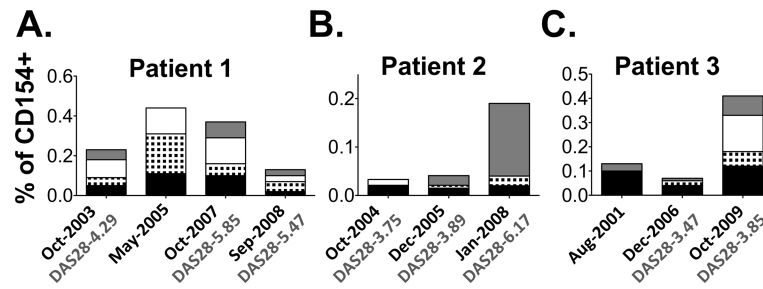 A.
Patient 1
% of CD154+
0.6
0.4
0.2
0.0
Oct-2003
DAS28-4.29
May-2005
Oct-2007
DAS28-5.85
Sep-2008
DAS28-5.47
B.
Patient 2
0.2
0.1
0.0
Oct-2004
DAS28-3.75
Dec-2005
DAS28-3.89
Jan-2008
DAS28-6.17
C.
Patient 3
0.5
0.4
0.3
0.2
0.1
0.0
Aug-2001
Dec-2006
DAS28-3.47
Oct-2009
DAS28-3.85